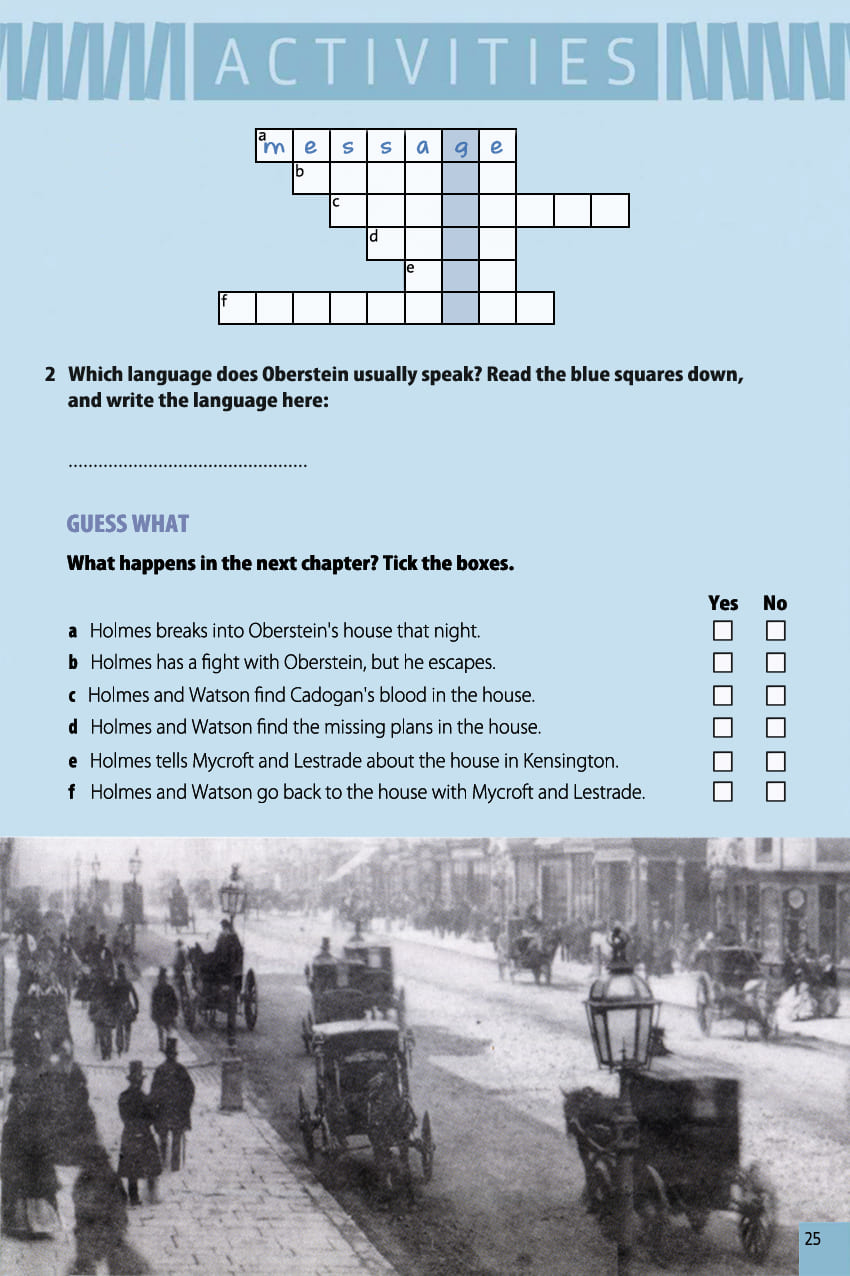 ACTIVITIES
a
message
b
c
d
e
f
2 Which language does Oberstein usually speak? Read the blue squares down,
and write the language here:
................................................
GUESS WHAT
What happens in the next chapter? Tick the boxes.
Yes No
a Holmes breaks into Oberstein's house that night.
b Holmes has a fight with Oberstein, but he escapes.
c Holmes and Watson find Cadogan's blood in the house.
d Holmes and Watson find the missing plans in the house.
e Holmes tells Mycroft and Lestrade about the house in Kensington.
f Holmes and Watson go back to the house with Mycroft and Lestrade.
25